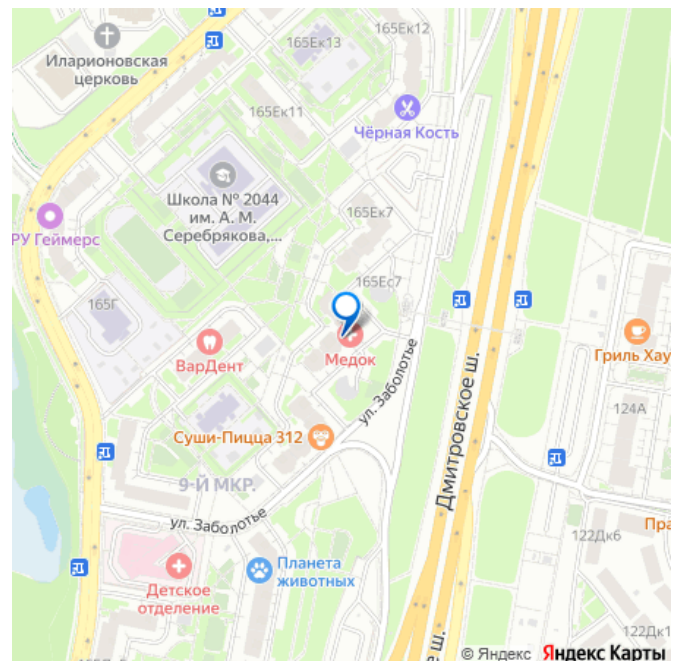 165Ек12
165Ек13
Иларионовская
церковь
165Ек11
Чёрная Кость
Школа № 2044
им. А. М.
Серебрякова,...
165Ек7
РУ Геймерс
165Ес7
165Г
ВарДент
Медок
Гриль Хау
ул. Заболотье
Дмитровское ш.
124А
Суши-Пицца 312
9-Й МКР.
ул. Заболотье
Пра
122Дк6
Планета
животных
Детское
отделение
122Дк1
е ш.
© Яндекс Яндекс Карты